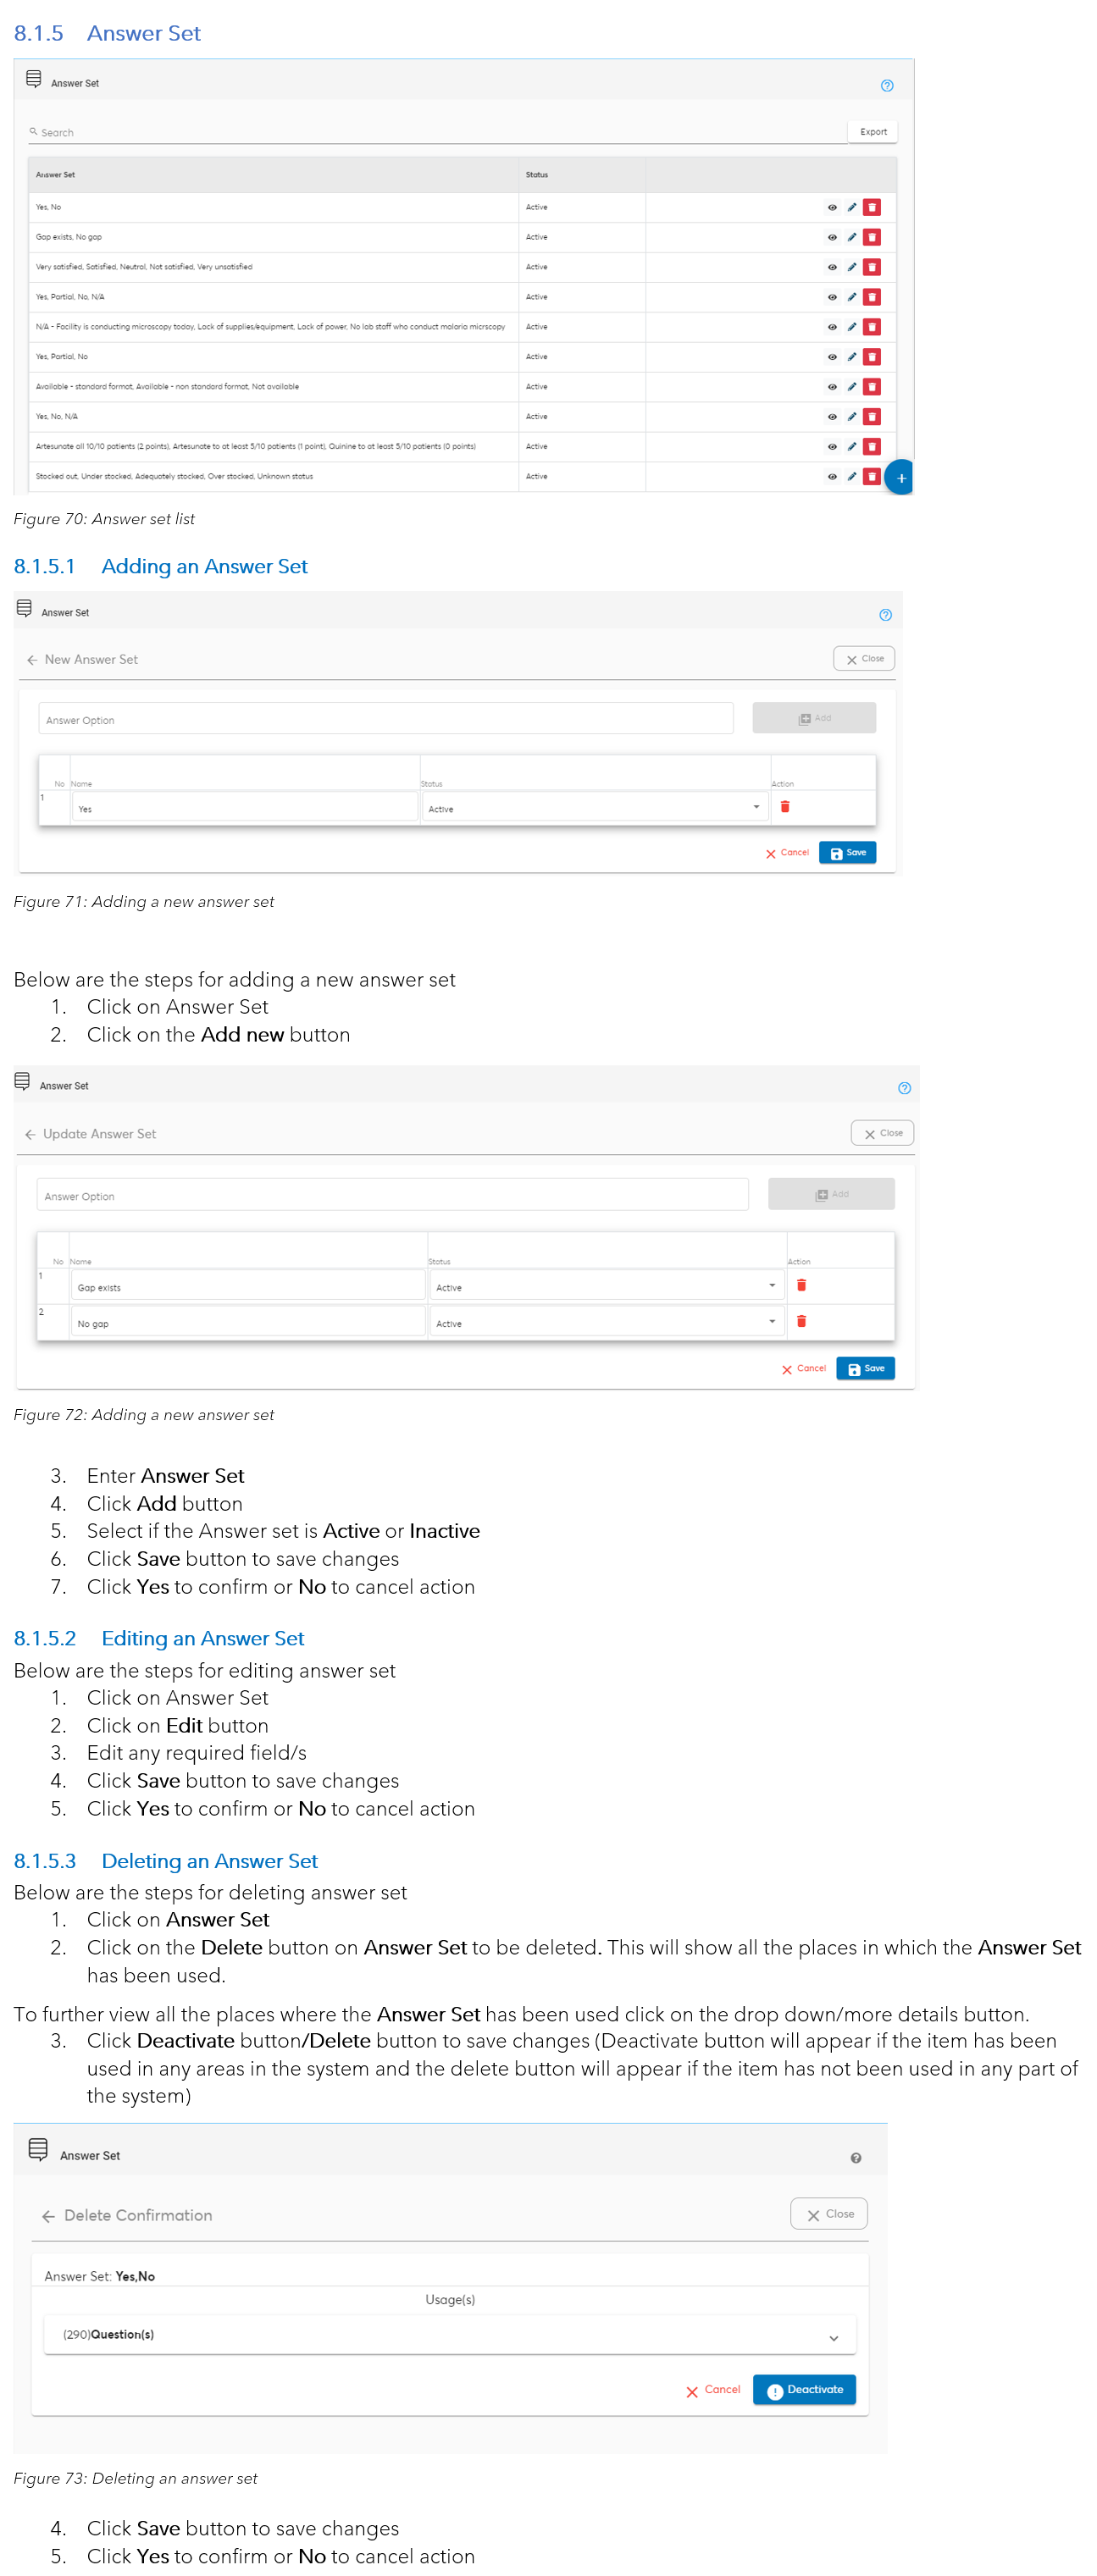 8.1.5 Answer Set
Answer Set
Search
Export
Answer Set Status
Yes, No Active
Gap exists, No gap Active
Very satisfied, Satisfied, Neutral, Not satisfied, Very unsatisfied Active
Yes, Partial, No, N/A Active
N/A - Facility is conducting microscopy today, Lack of supplies/equipment, Lack of power, No lab staff who conduct malaria micrscopy Active
Yes, Partial, No Active
Available - standard format, Available - non standard format, Not available Active
Yes, No, N/A Active
Artesunate all 10/10 patients (2 points), Artesunate to at least 5/10 patients (1 point), Quinine to at least 5/10 patients (0 points) Active
Stocked out, Under stocked, Adequately stocked, Over stocked, Unknown status Active
Figure 70: Answer set list
8.1.5.1 Adding an Answer Set
Answer Set
New Answer Set Close
Answer Option Add
No Name Status Action
1 Yes Active
Cancel Save
Figure 71: Adding a new answer set
Below are the steps for adding a new answer set
1. Click on Answer Set
2. Click on the Add new button
Answer Set
Update Answer Set Close
Answer Option Add
No Name Status Action
1 Gap exists Active
2 No gap Active
Cancel Save
Figure 72: Adding a new answer set
3. Enter Answer Set
4. Click Add button
5. Select if the Answer set is Active or Inactive
6. Click Save button to save changes
7. Click Yes to confirm or No to cancel action
8.1.5.2 Editing an Answer Set
Below are the steps for editing answer set
1. Click on Answer Set
2. Click on Edit button
3. Edit any required field/s
4. Click Save button to save changes
5. Click Yes to confirm or No to cancel action
8.1.5.3 Deleting an Answer Set
Below are the steps for deleting answer set
1. Click on Answer Set
2. Click on the Delete button on Answer Set to be deleted. This will show all the places in which the Answer Set
has been used.
To further view all the places where the Answer Set has been used click on the drop down/more details button.
3. Click Deactivate button/Delete button to save changes (Deactivate button will appear if the item has been
used in any areas in the system and the delete button will appear if the item has not been used in any part of
the system)
Answer Set
Delete Confirmation Close
Answer Set: Yes,No
Usage(s)
(290)Question(s)
Cancel Deactivate
Figure 73: Deleting an answer set
4. Click Save button to save changes
5. Click Yes to confirm or No to cancel action